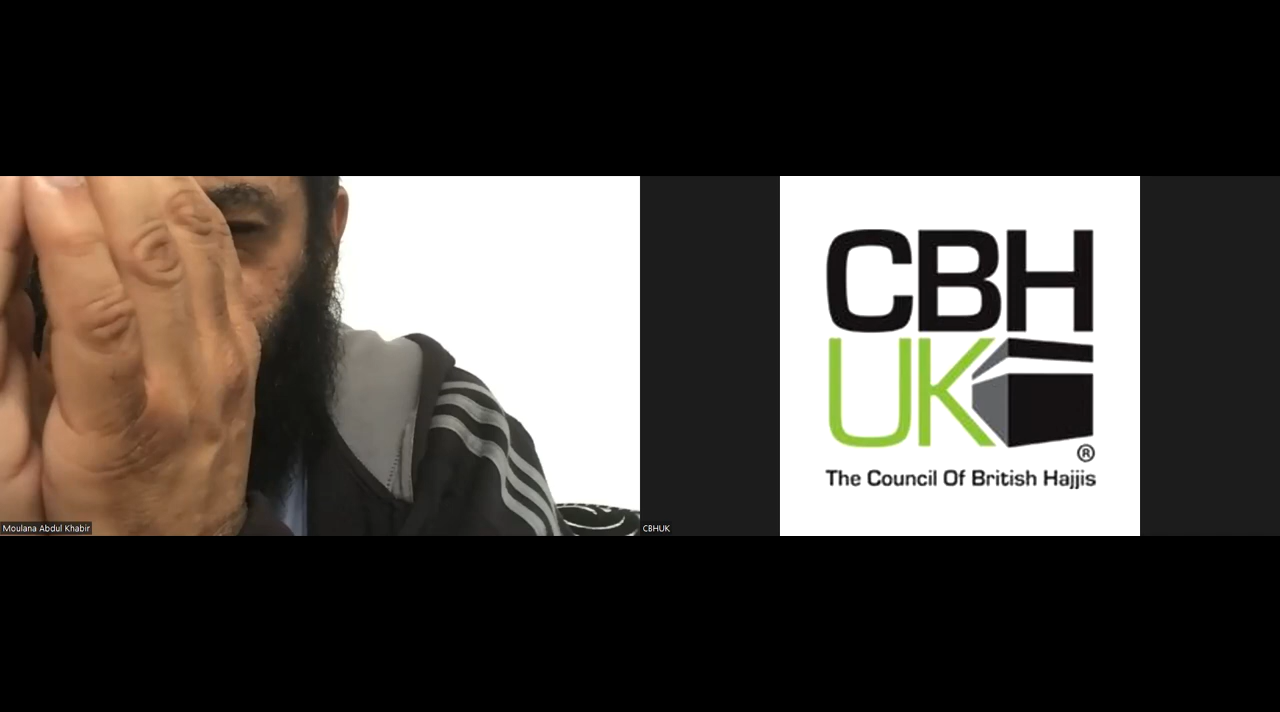 CBH
UK
®
The Council Of British Hajjis
Moulana Abdul Khabir
CBHUK